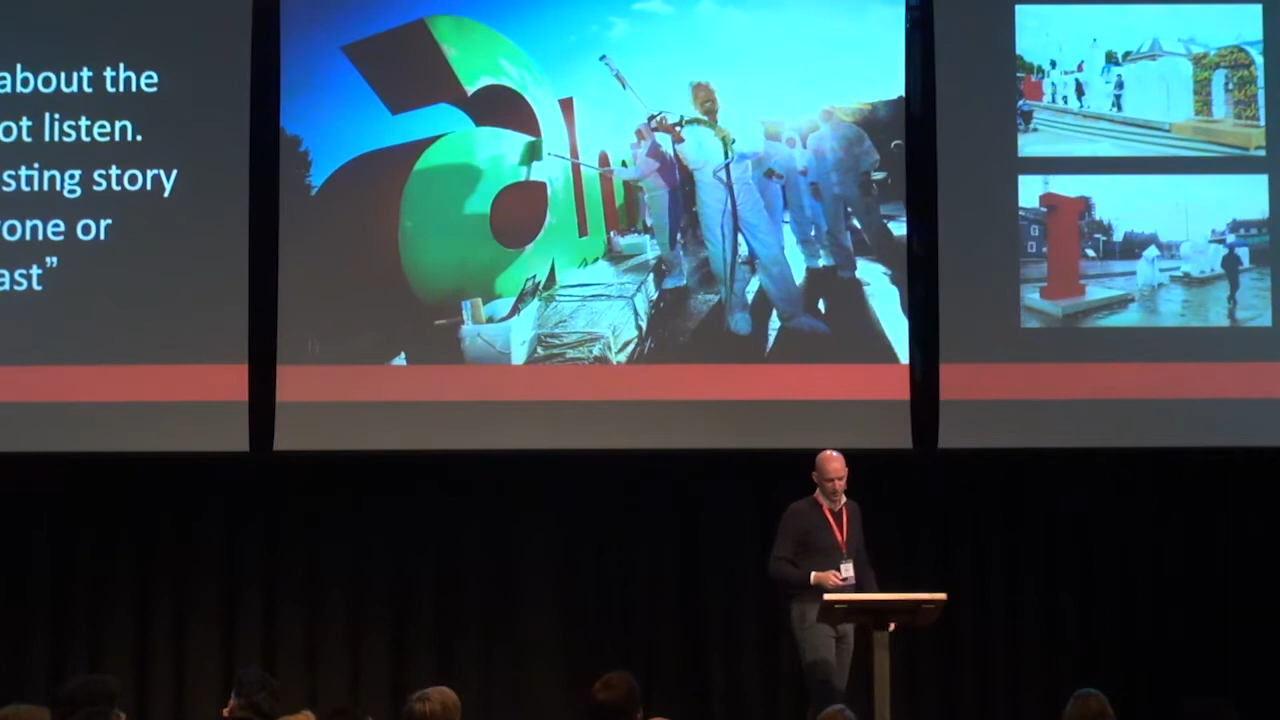 about the
ot listen.
sting story
one or
ast”
a